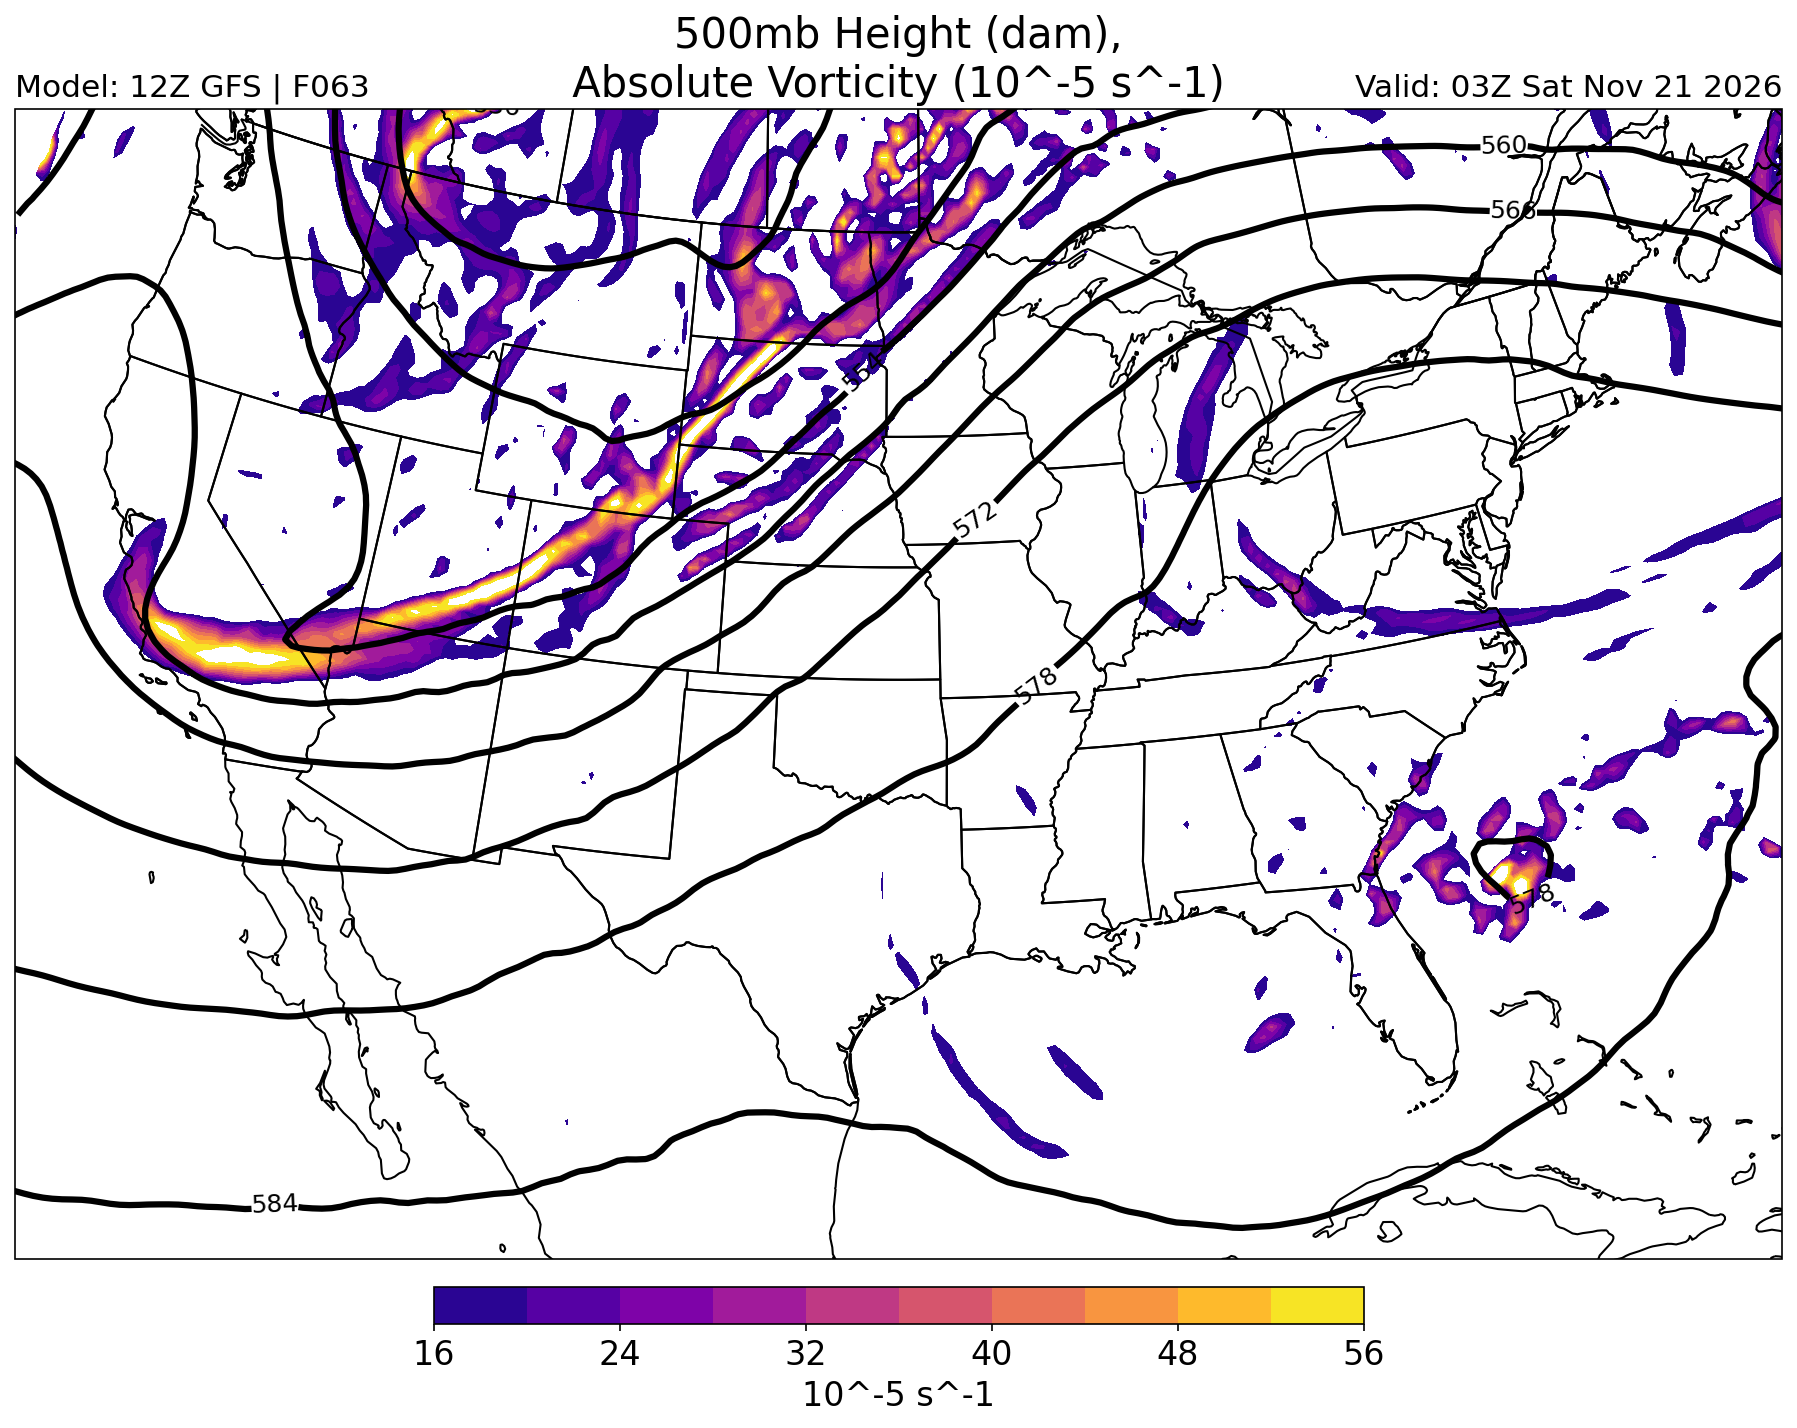 500mb Height (dam),
Absolute Vorticity (10^-5 s^-1)
Model: 12Z GFS | F063
Valid: 03Z Sat Nov 21 2026
560
566
564
572
578
578
584
16 24 32 40 48 56
10^-5 s^-1